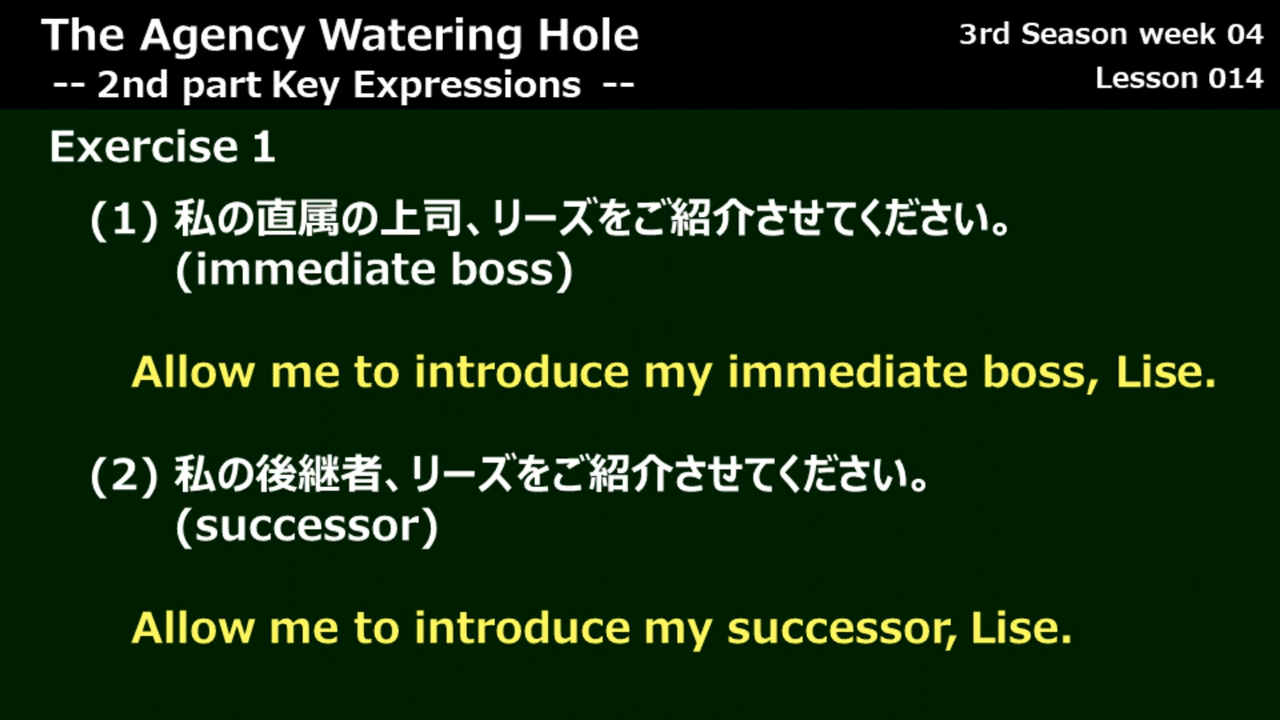 The Agency Watering Hole
3rd Season week 04
-- 2nd part Key Expressions --
Lesson 014
Exercise 1
(1) 私の直属の上司、リーズをご紹介させてください。
(immediate boss)
Allow me to introduce my immediate boss, Lise.
(2) 私の後継者、リーズをご紹介させてください。
(successor)
Allow me to introduce my successor, Lise.